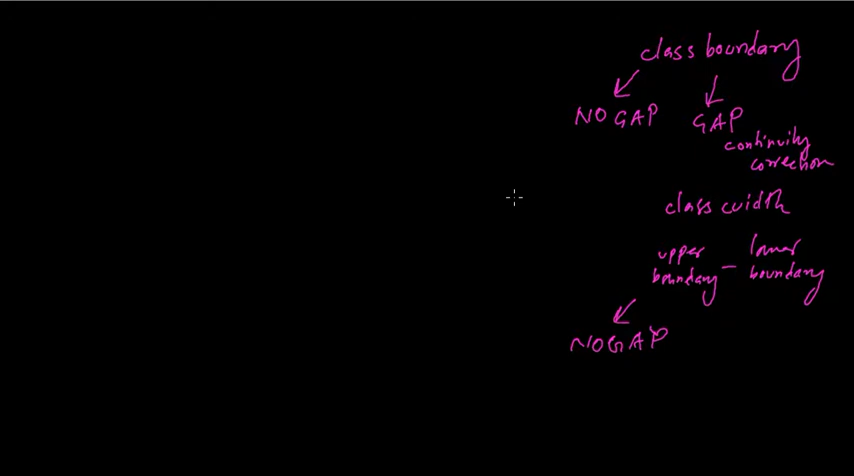 class boundary
NO GAP GAP
continuity
correction
class width
upper boundary - lower boundary
NO GAP